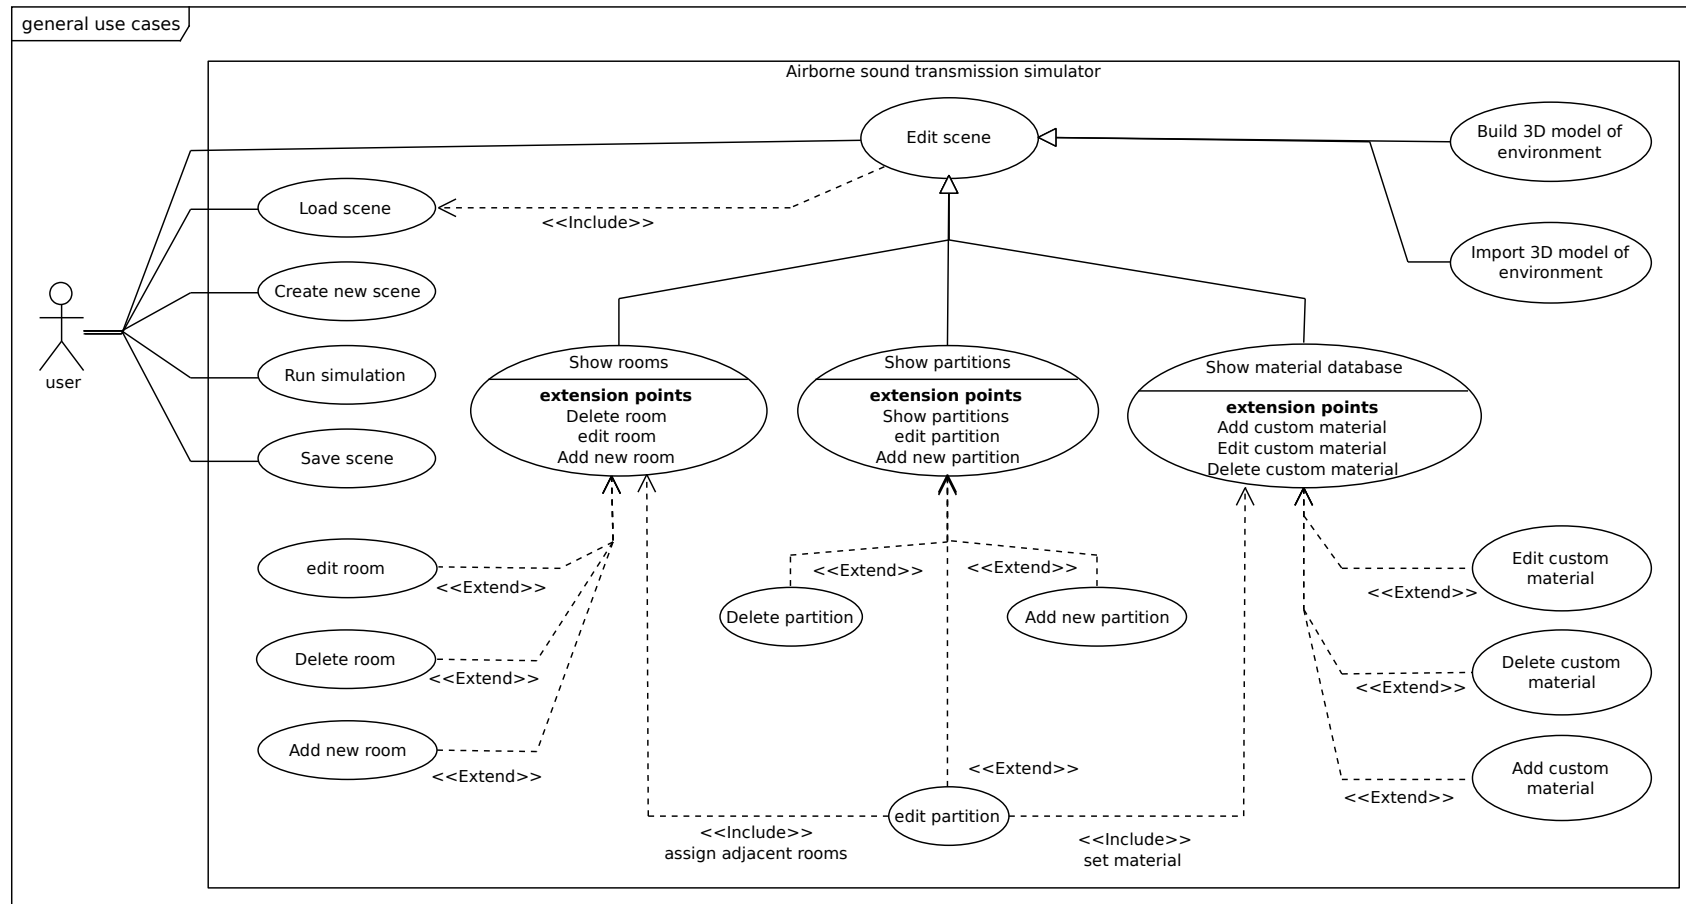 general use cases
Airborne sound transmission simulator
Edit scene
Build 3D model of
environment
Load scene
<<Include>>
Import 3D model of
environment
Create new scene
user
Run simulation
Save scene
Show rooms
extension points
Delete room
edit room
Add new room
Show partitions
extension points
Show partitions
edit partition
Add new partition
Show material database
extension points
Add custom material
Edit custom material
Delete custom material
edit room
<<Extend>>
Delete room
<<Extend>>
Add new room
<<Extend>>
<<Extend>>
<<Extend>>
Delete partition
Add new partition
<<Extend>>
edit partition
<<Include>>
assign adjacent rooms
<<Include>>
set material
Edit custom
material
<<Extend>>
Delete custom
material
<<Extend>>
Add custom
material
<<Extend>>